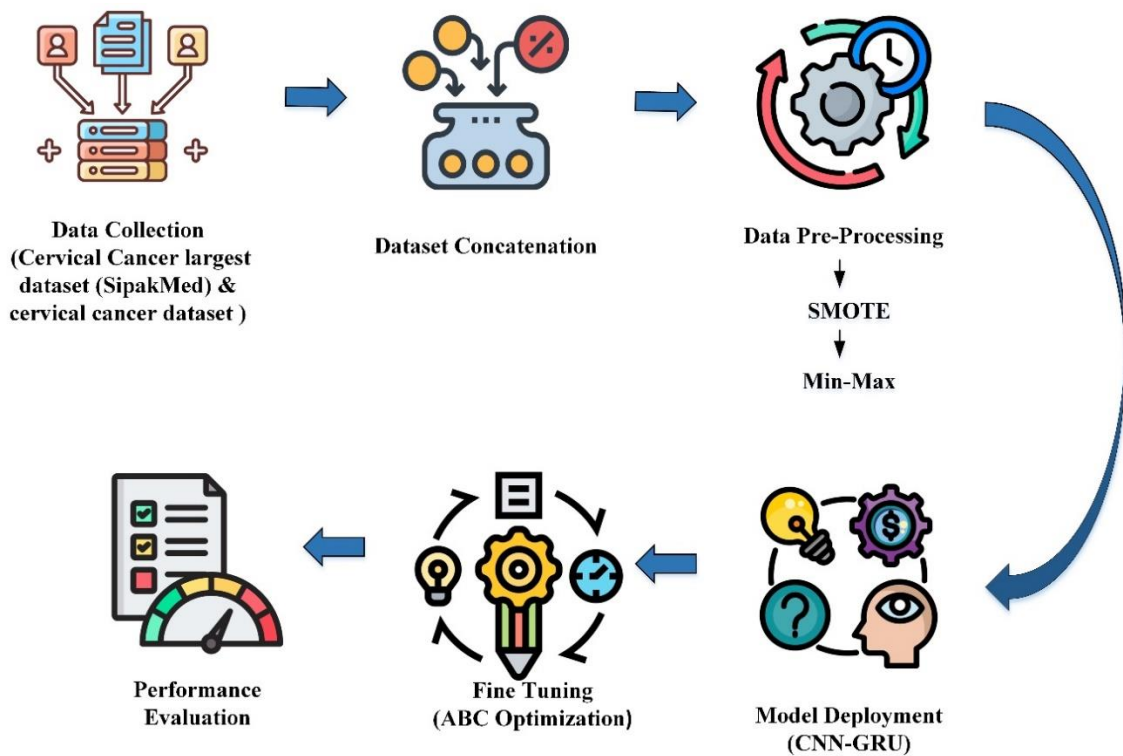 Data Collection
(Cervical Cancer largest
dataset (SipakMed) &
cervical cancer dataset )
Dataset Concatenation
Data Pre-Processing
SMOTE
Min-Max
Performance
Evaluation
Fine Tuning
(ABC Optimization)
Model Deployment
(CNN-GRU)